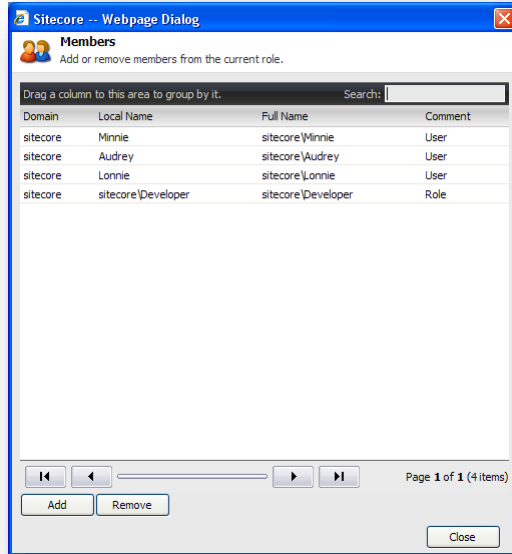 Sitecore -- Webpage Dialog
Members
Add or remove members from the current role.
Drag a column to this area to group by it. Search:
Domain Local Name Full Name Comment
sitecore Minnie sitecore\Minnie User
sitecore Audrey sitecore\Audrey User
sitecore Lonnie sitecore\Lonnie User
sitecore sitecore\Developer sitecore\Developer Role
Page 1 of 1 (4 items)
Add Remove
Close